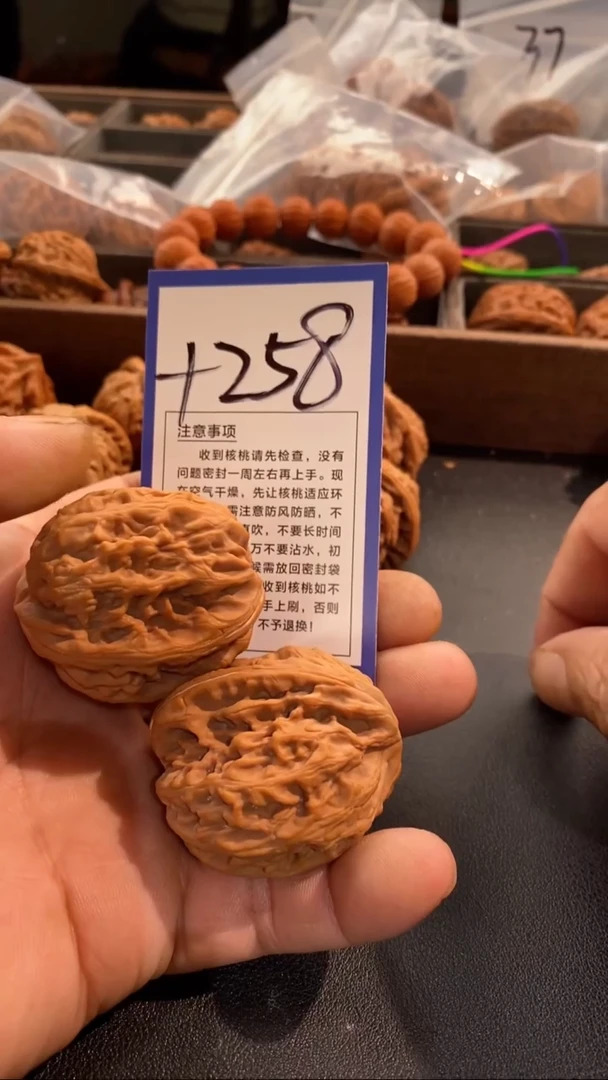 37
+258
注意事项
收到核桃请先检查，没有
问题密封一周左右再上手。现
在空气干燥，先让核桃适应环
需注意防风防晒，不
直吹，不要长时间
万不要沾水，初
候需放回密封袋
收到核桃如不
手上刷，否则
不予退换！